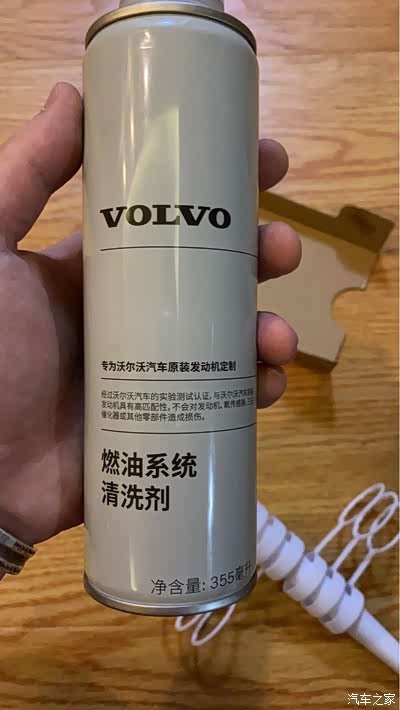 VOLVO
专为沃尔沃汽车原装发动机定制
经过沃尔沃汽车的实验测试认证,与沃尔沃汽车原装
发动机具有高匹配性,不会对发动机、氧传感器、三元
催化器或其他零部件造成损伤。
燃油系统
清洗剂
净含量: 355毫升
汽车之家